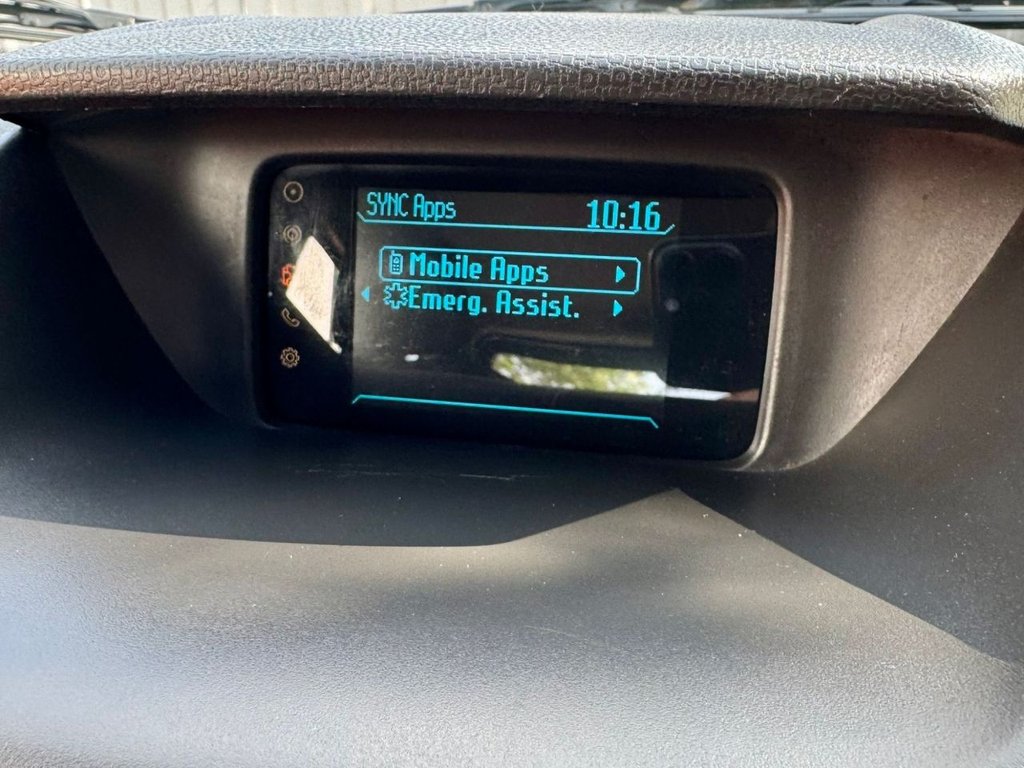 SYNC Apps
10:16
Mobile Apps
Emerg. Assist.